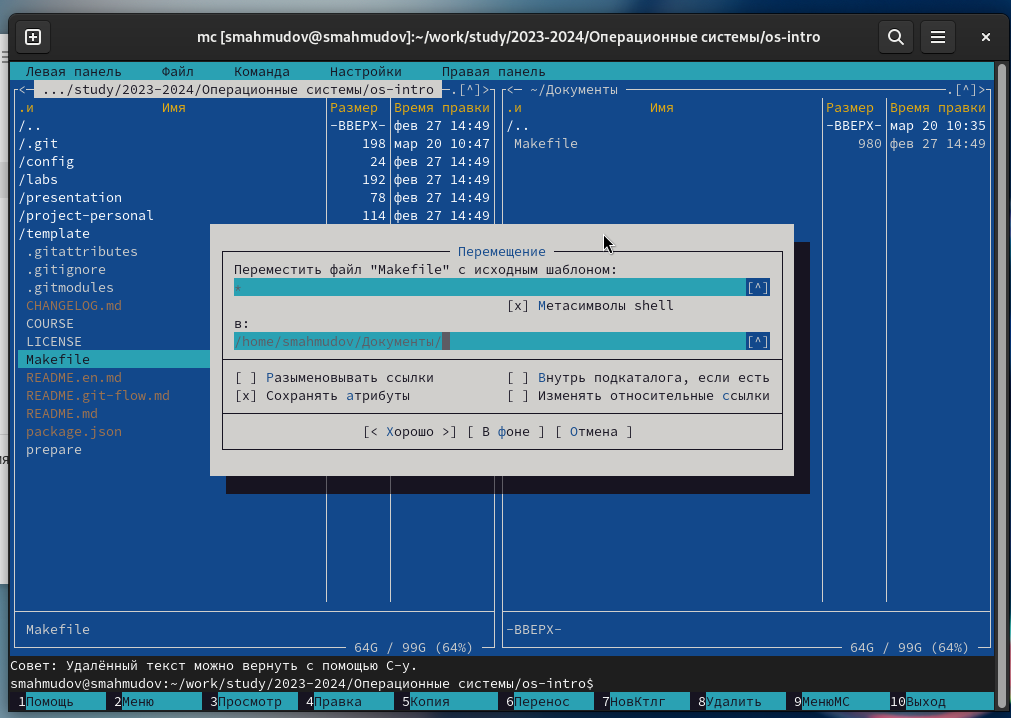 mc [smahmudov@smahmudov]:~/work/study/2023-2024/Операционные системы/os-intro
Левая панель Файл Команда Настройки Правая панель
<─ .../study/2023-2024/Операционные системы/os-intro ─.[^]>
.и Имя Размер Время правки
/.. -ВВЕРХ- фев 27 14:49
/.git 198 мар 20 10:47
/config 24 фев 27 14:49
/labs 192 фев 27 14:49
/presentation 78 фев 27 14:49
/project-personal 114 фев 27 14:49
/template
.gitattributes
.gitignore
.gitmodules
CHANGELOG.md
COURSE
LICENSE
Makefile
README.en.md
README.git-flow.md
README.md
package.json
prepare
Makefile
64G / 99G (64%)
<─ ~/Документы ─.[^]>
.и Имя Размер Время правки
/.. -ВВЕРХ- мар 20 10:35
Makefile 980 фев 27 14:49
-ВВЕРХ-
64G / 99G (64%)
Перемещение
Переместить файл "Makefile" с исходным шаблоном:
* [^]
[x] Метасимволы shell
в:
/home/smahmudov/Документы/ [^]
[ ] Разыменовывать ссылки [ ] Внутрь подкаталога, если есть
[x] Сохранять атрибуты [ ] Изменять относительные ссылки
[< Хорошо >] [ В фоне ] [ Отмена ]
Совет: Удалённый текст можно вернуть с помощью C-y.
smahmudov@smahmudov:~/work/study/2023-2024/Операционные системы/os-intro$
1Помощь 2Меню 3Просмотр 4Правка 5Копия 6Перенос 7НовКтлг 8Удалить 9МенюМС 10Выход